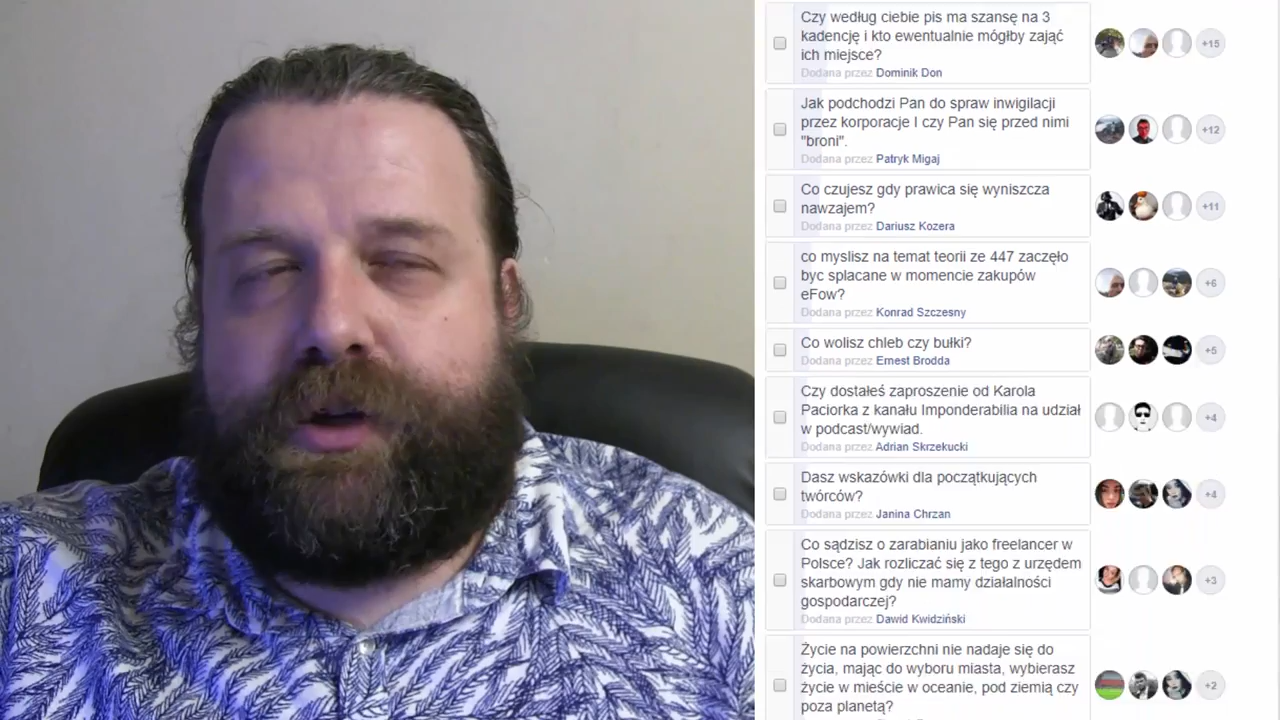 Czy według ciebie pis ma szansę na 3
kadencję i kto ewentualnie mógłby zająć
ich miejsce?
Dodana przez Dominik Don
+15
Jak podchodzi Pan do spraw inwigilacji
przez korporacje I czy Pan się przed nimi
"broni".
Dodana przez Patryk Migaj
+12
Co czujesz gdy prawica się wyniszcza
nawzajem?
Dodana przez Dariusz Kozera
+11
co myslisz na temat teorii ze 447 zaczęło
byc splacane w momencie zakupów
eFow?
Dodana przez Konrad Szczesny
+6
Co wolisz chleb czy bułki?
Dodana przez Ernest Brodda
+5
Czy dostałeś zaproszenie od Karola
Paciorka z kanału Imponderabilia na udział
w podcast/wywiad.
Dodana przez Adrian Skrzekucki
+4
Dasz wskazówki dla początkujących
twórców?
Dodana przez Janina Chrzan
+4
Co sądzisz o zarabianiu jako freelancer w
Polsce? Jak rozliczać się z tego z urzędem
skarbowym gdy nie mamy działalności
gospodarczej?
Dodana przez Dawid Kwidziński
+3
Życie na powierzchni nie nadaje się do
życia, mając do wyboru miasta, wybierasz
życie w mieście w oceanie, pod ziemią czy
poza planetą?
+2